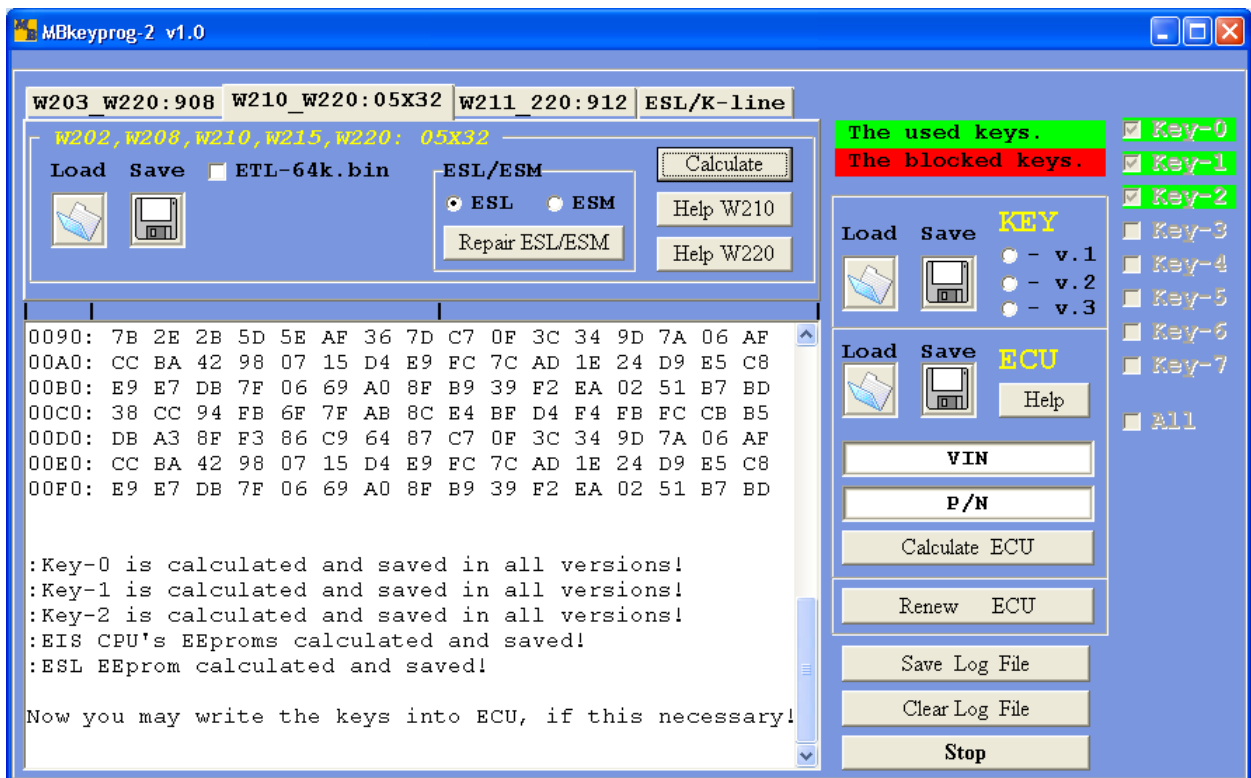 MBkeyprog-2 v1.0
W203_W220:908 W210_W220:05X32 W211_220:912 ESL/K-line
W202,W208,W210,W215,W220: 05X32
Load Save ETL-64k.bin
ESL/ESM
ESL ESM
Repair ESL/ESM
Calculate
Help W210
Help W220
0090: 7B 2E 2B 5D 5E AF 36 7D C7 0F 3C 34 9D 7A 06 AF
00A0: CC BA 42 98 07 15 D4 E9 FC 7C AD 1E 24 D9 E5 C8
00B0: E9 E7 DB 7F 06 69 A0 8F B9 39 F2 EA 02 51 B7 BD
00C0: 38 CC 94 FB 6F 7F AB 8C E4 BF D4 F4 FB FC CB B5
00D0: DB A3 8F F3 86 C9 64 87 C7 0F 3C 34 9D 7A 06 AF
00E0: CC BA 42 98 07 15 D4 E9 FC 7C AD 1E 24 D9 E5 C8
00F0: E9 E7 DB 7F 06 69 A0 8F B9 39 F2 EA 02 51 B7 BD
:Key-0 is calculated and saved in all versions!
:Key-1 is calculated and saved in all versions!
:Key-2 is calculated and saved in all versions!
:EIS CPU's EEproms calculated and saved!
:ESL EEprom calculated and saved!
Now you may write the keys into ECU, if this necessary!
The used keys.
The blocked keys.
Load Save KEY
- v.1
- v.2
- v.3
Load Save ECU
Help
VIN
P/N
Calculate ECU
Renew ECU
Save Log File
Clear Log File
Stop
Key-0
Key-1
Key-2
Key-3
Key-4
Key-5
Key-6
Key-7
All